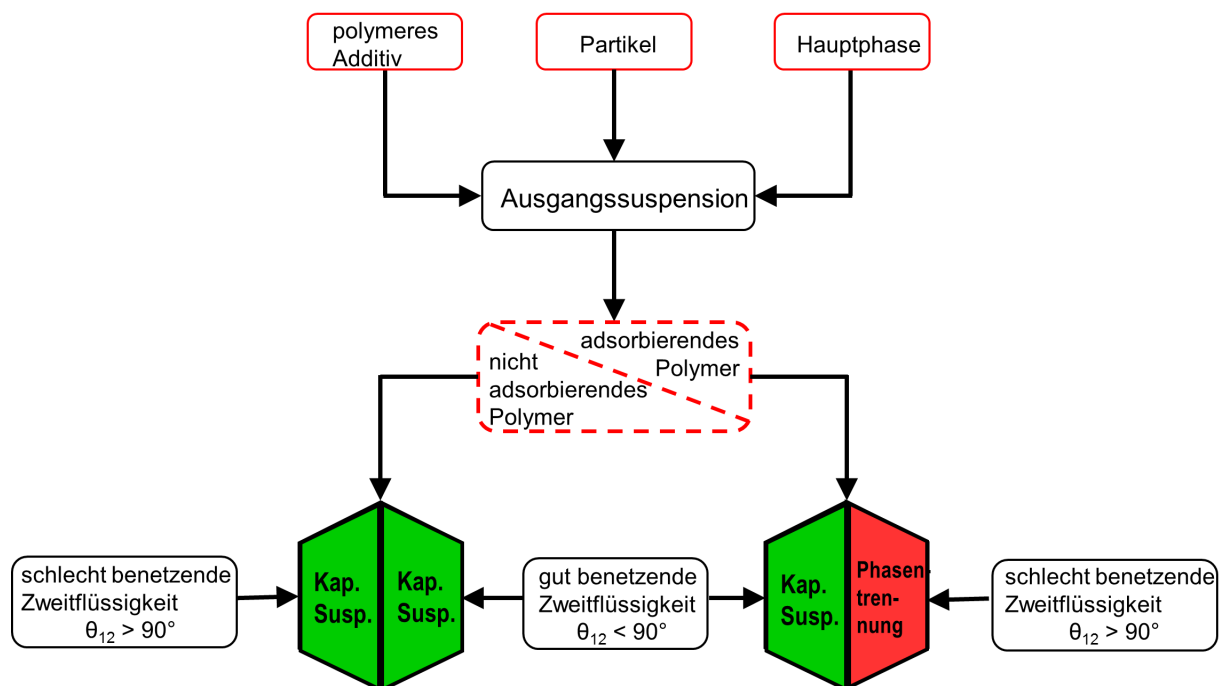 polymeres
Additiv
Partikel
Hauptphase
Ausgangssuspension
adsorbierendes
Polymer
nicht
adsorbierendes
Polymer
schlecht benetzende
Zweitflüssigkeit
θ₁₂ > 90°
Kap.
Susp.
Kap.
Susp.
gut benetzende
Zweitflüssigkeit
θ₁₂ < 90°
Kap.
Susp.
Phasen-
tren-
nung
schlecht benetzende
Zweitflüssigkeit
θ₁₂ > 90°